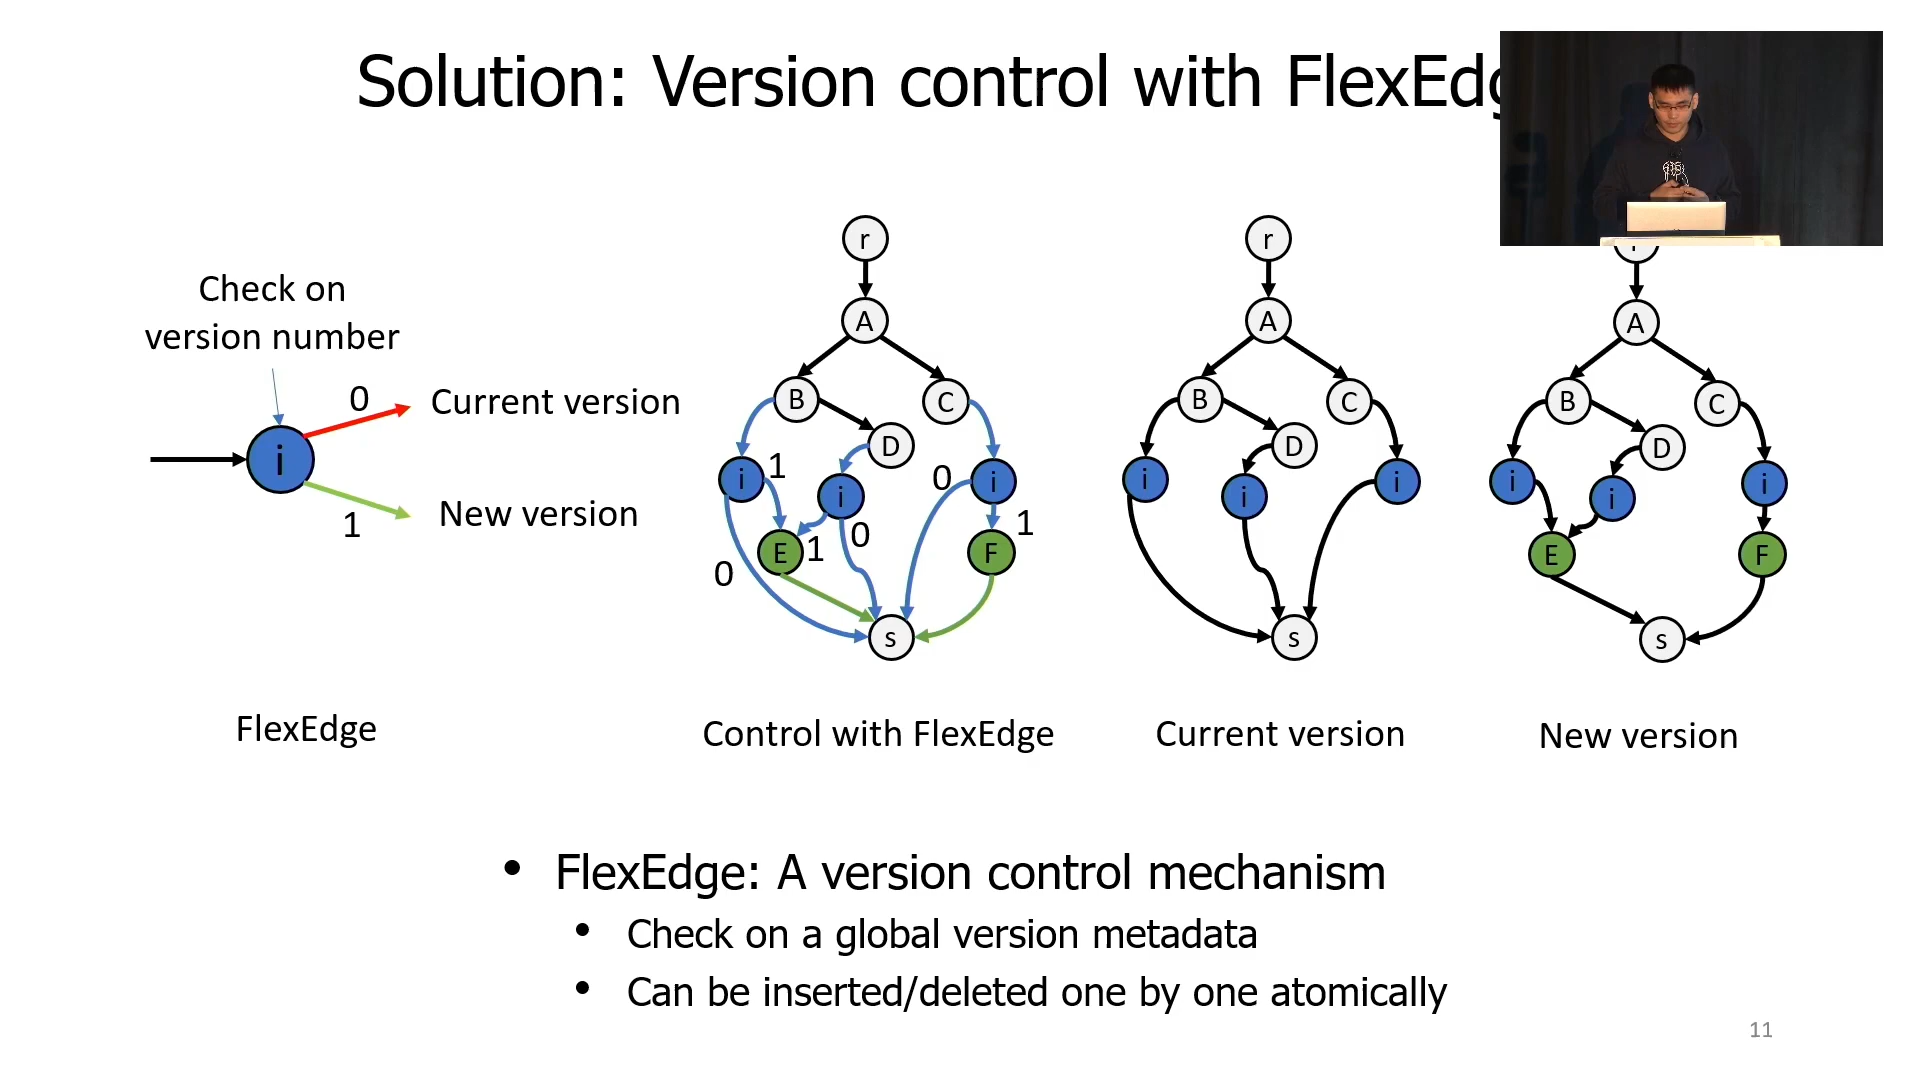 Solution: Version control with FlexEdg
Check on
version number
0
Current version
i
1
New version
FlexEdge
r
A
B
C
D
i
1
i
0
i
1
E
1
0
F
0
s
Control with FlexEdge
r
A
B
C
D
i
i
i
s
Current version
A
B
C
D
i
i
i
E
F
s
New version
• FlexEdge: A version control mechanism
• Check on a global version metadata
• Can be inserted/deleted one by one atomically
11